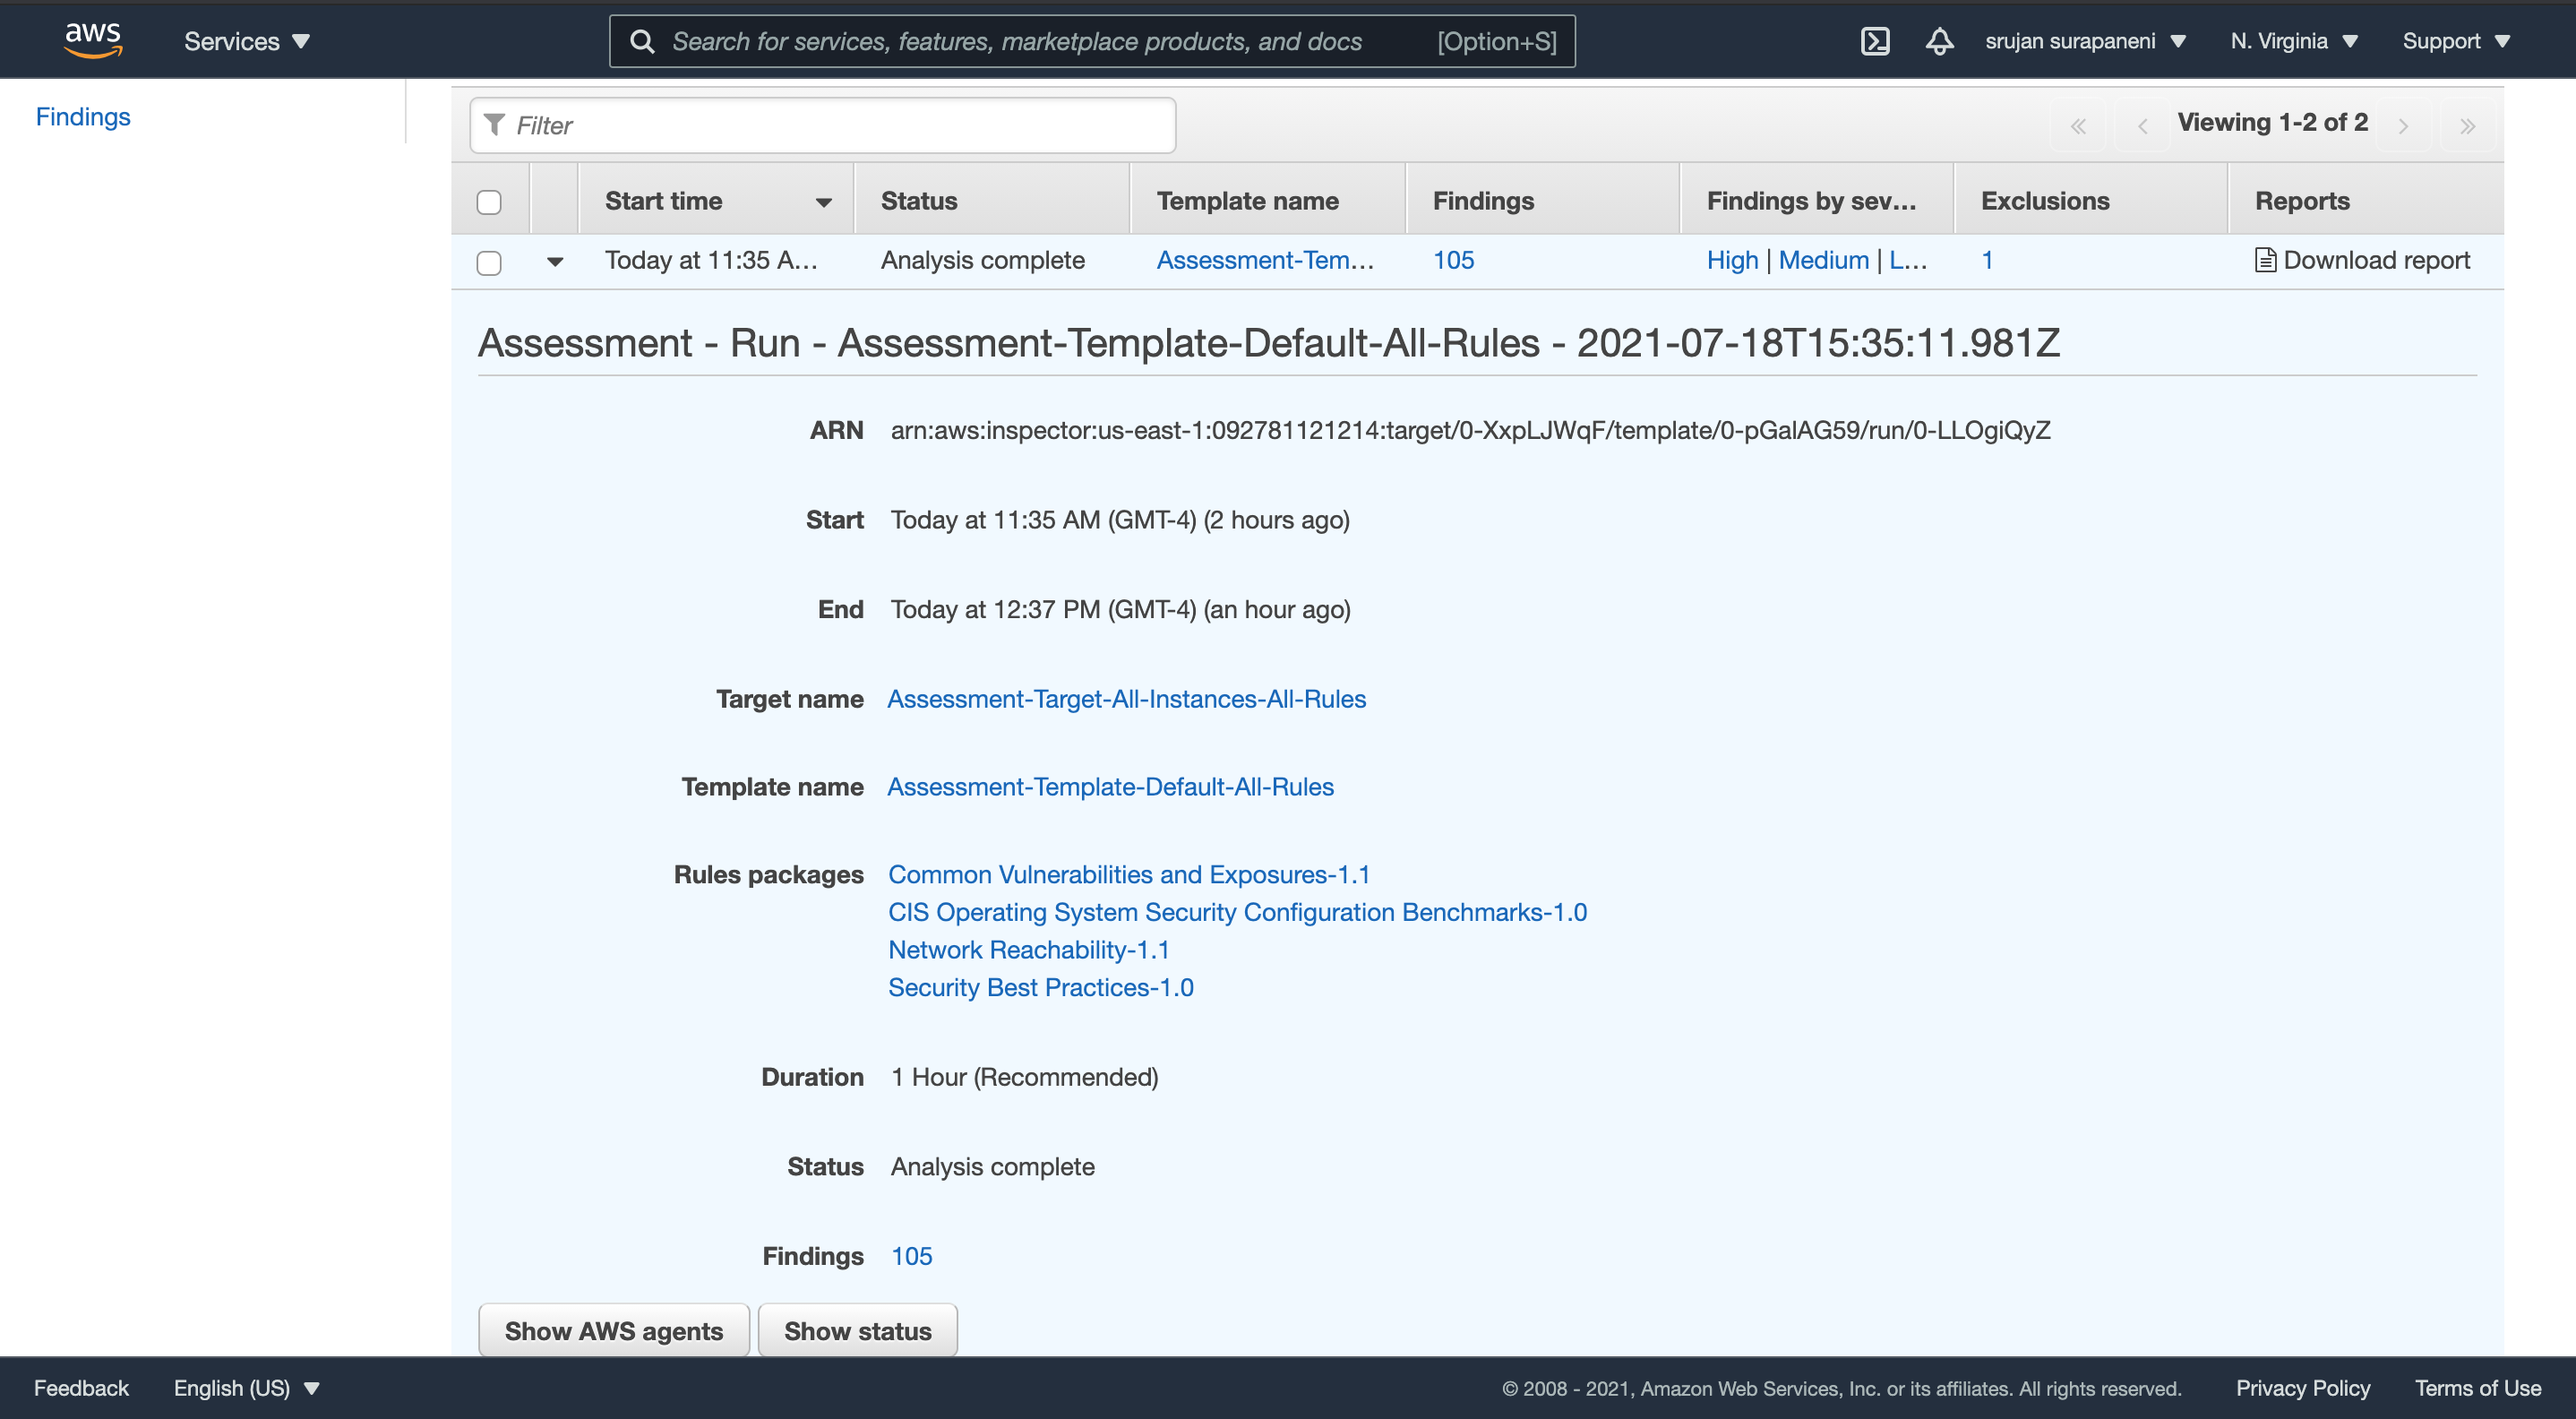 aws Services Search for services, features, marketplace products, and docs [Option+S] srujan surapaneni N. Virginia Support
Findings
Filter Viewing 1-2 of 2
Start time Status Template name Findings Findings by sev... Exclusions Reports
Today at 11:35 A... Analysis complete Assessment-Tem... 105 High | Medium | L... 1 Download report
Assessment - Run - Assessment-Template-Default-All-Rules - 2021-07-18T15:35:11.981Z
ARN arn:aws:inspector:us-east-1:092781121214:target/0-XxpLJWqF/template/0-pGalAG59/run/0-LLOgiQyZ
Start Today at 11:35 AM (GMT-4) (2 hours ago)
End Today at 12:37 PM (GMT-4) (an hour ago)
Target name Assessment-Target-All-Instances-All-Rules
Template name Assessment-Template-Default-All-Rules
Rules packages Common Vulnerabilities and Exposures-1.1
CIS Operating System Security Configuration Benchmarks-1.0
Network Reachability-1.1
Security Best Practices-1.0
Duration 1 Hour (Recommended)
Status Analysis complete
Findings 105
Show AWS agents Show status
Feedback English (US) © 2008 - 2021, Amazon Web Services, Inc. or its affiliates. All rights reserved. Privacy Policy Terms of Use